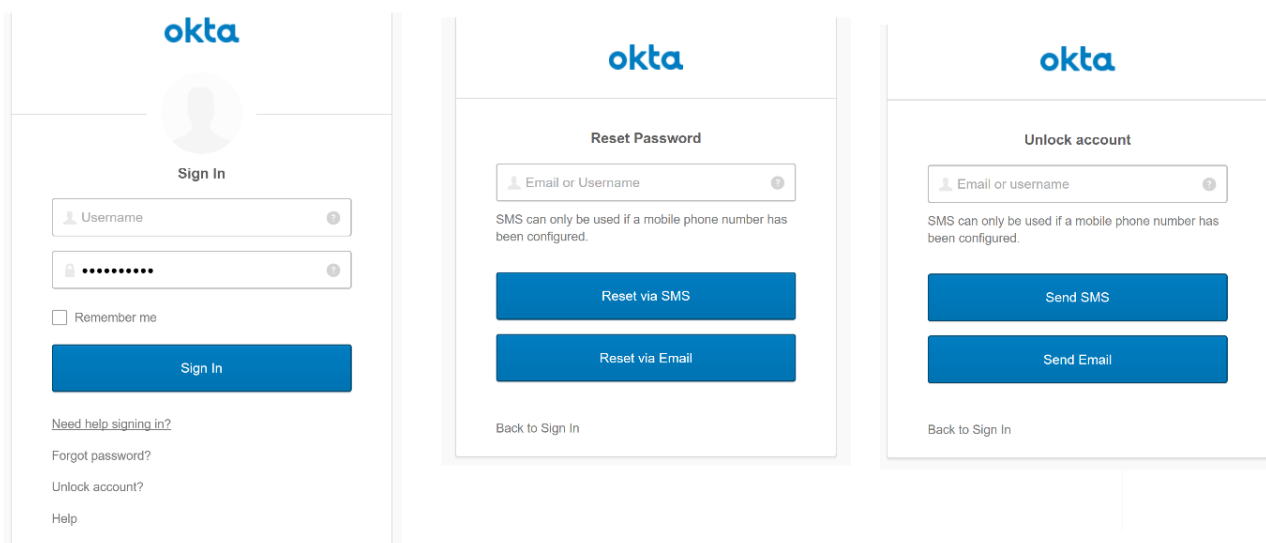 okta
Sign In
Username
••••••••••
Remember me
Sign In
Need help signing in?
Forgot password?
Unlock account?
Help
okta
Reset Password
Email or Username
SMS can only be used if a mobile phone number has
been configured.
Reset via SMS
Reset via Email
Back to Sign In
okta
Unlock account
Email or username
SMS can only be used if a mobile phone number has
been configured.
Send SMS
Send Email
Back to Sign In